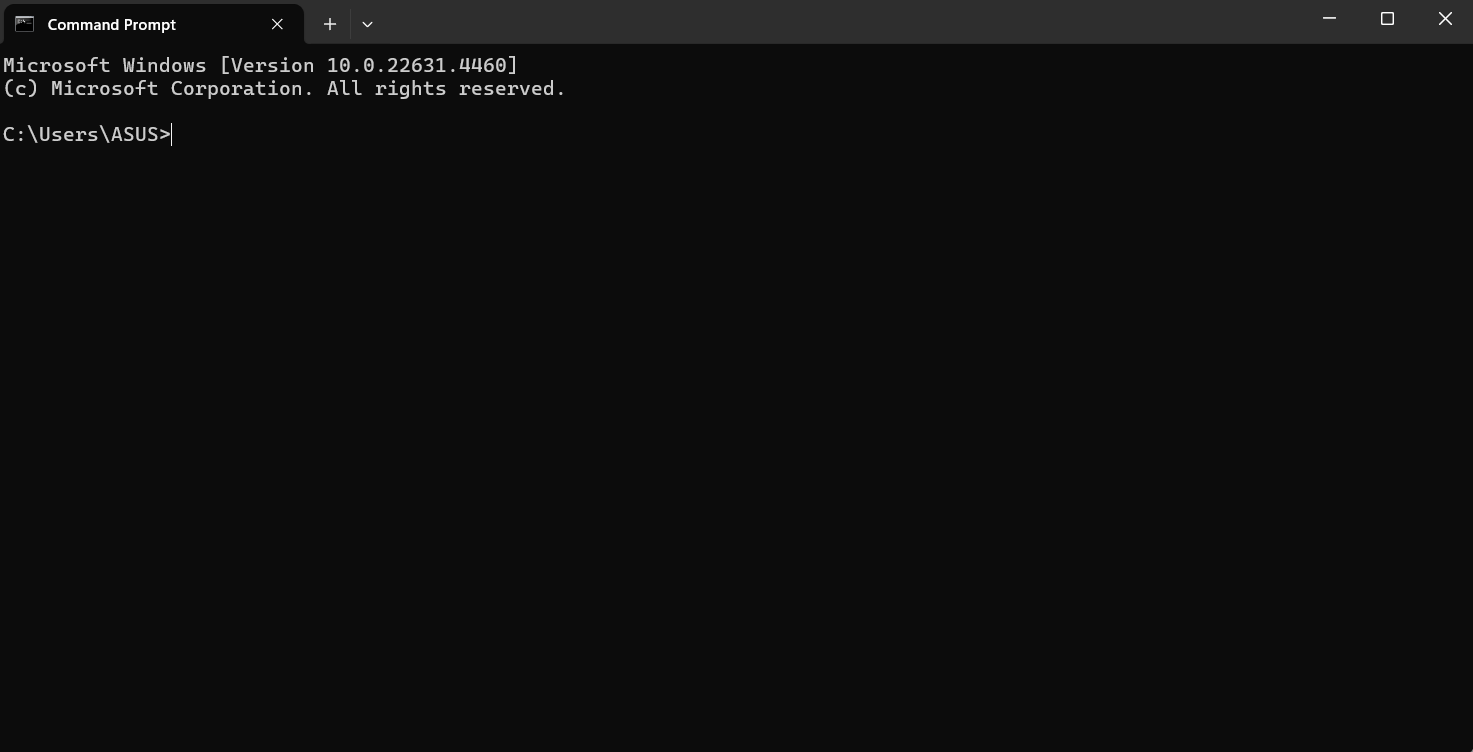 Command Prompt
Microsoft Windows [Version 10.0.22631.4460]
(c) Microsoft Corporation. All rights reserved.
C:\Users\ASUS>